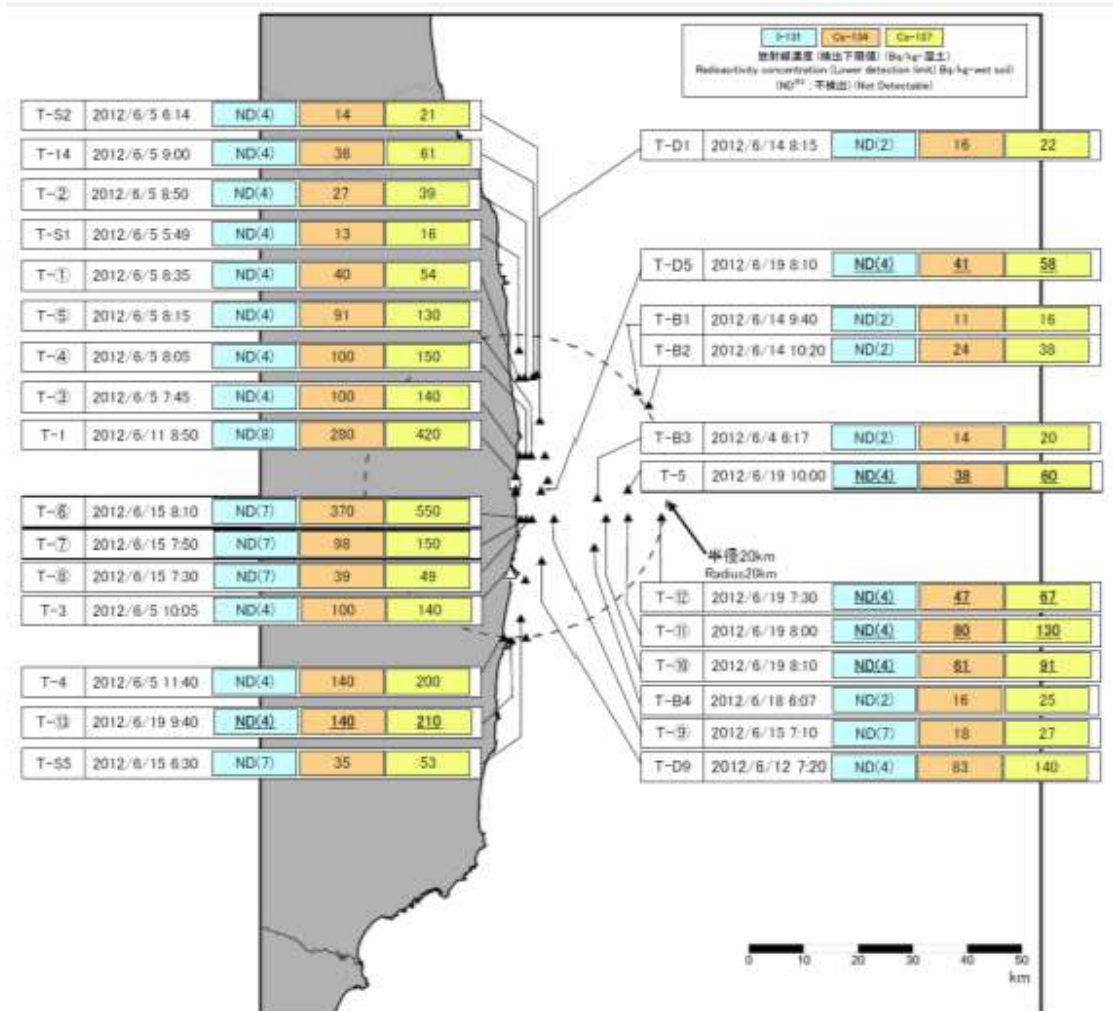 I-131 Cs-134 Cs-137
放射線濃度 (検出下限値) (Bq/kg・湿土)
Radioactivity concentration (Lower detection limit) Bq/kg-wet soil)
(ND : 不検出) (Not Detectable)
T-S2 2012/6/5 6:14 ND(4) 14 21
T-14 2012/6/5 9:00 ND(4) 36 61
T-② 2012/6/5 8:50 ND(4) 27 39
T-S1 2012/6/5 5:49 ND(4) 13 16
T-① 2012/6/5 8:35 ND(4) 40 54
T-⑤ 2012/6/5 8:15 ND(4) 91 130
T-④ 2012/6/5 8:05 ND(4) 100 150
T-③ 2012/6/5 7:45 ND(4) 100 140
T-1 2012/6/11 8:50 ND(8) 280 420
T-⑥ 2012/6/15 8:10 ND(7) 370 550
T-⑦ 2012/6/15 7:50 ND(7) 98 150
T-⑧ 2012/6/15 7:30 ND(7) 39 49
T-3 2012/6/5 10:05 ND(4) 100 140
T-4 2012/6/5 11:40 ND(4) 140 200
T-⑬ 2012/6/19 9:40 ND(4) 140 210
T-S5 2012/6/15 6:30 ND(7) 35 53
T-D1 2012/6/14 8:15 ND(2) 16 22
T-D5 2012/6/19 8:10 ND(4) 41 58
T-B1 2012/6/14 9:40 ND(2) 11 16
T-B2 2012/6/14 10:20 ND(2) 24 38
T-B3 2012/6/4 6:17 ND(2) 14 20
T-5 2012/6/19 10:00 ND(4) 38 60
半径20km
Radius20km
T-⑫ 2012/6/19 7:30 ND(4) 47 67
T-⑪ 2012/6/19 8:00 ND(4) 80 130
T-⑩ 2012/6/19 8:10 ND(4) 61 91
T-B4 2012/6/18 6:07 ND(2) 16 25
T-⑨ 2012/6/15 7:10 ND(7) 18 27
T-D9 2012/6/12 7:20 ND(4) 83 140
0 10 20 30 40 50
km